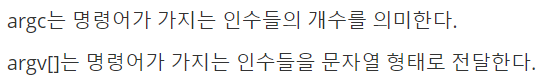 argc는 명령어가 가지는 인수들의 개수를 의미한다.
argv[]는 명령어가 가지는 인수들을 문자열 형태로 전달한다.